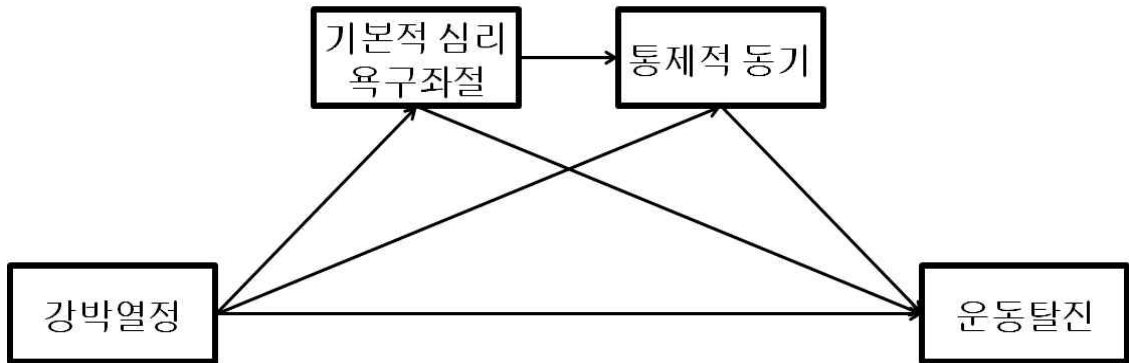 기본적 심리
욕구좌절
통제적 동기
강박열정
운동탈진